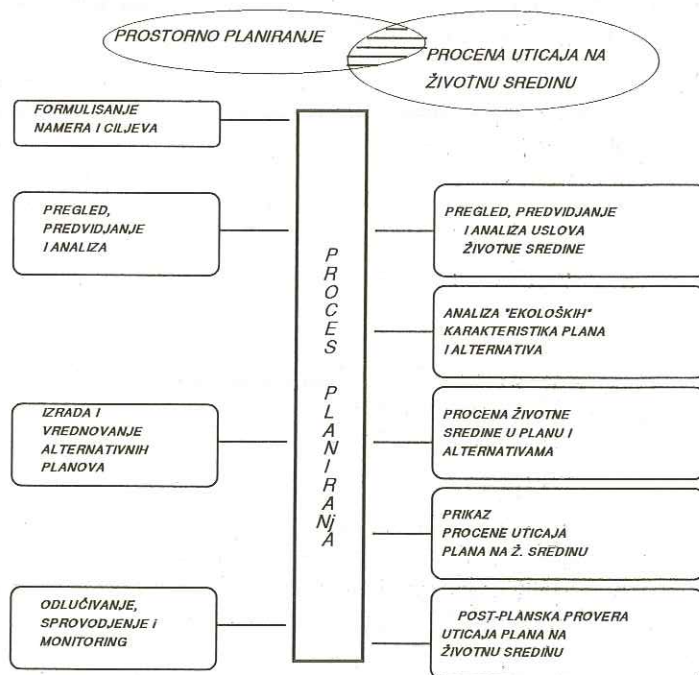 PROSTORNO PLANIRANJE
PROCENA UTICAJA NA
ŽIVOTNU SREDINU
FORMULISANJE
NAMERA I CILJEVA
PREGLED,
PREDVIDJANJE
I ANALIZA
IZRADA I
VREDNOVANJE
ALTERNATIVNIH
PLANOVA
ODLUČIVANJE,
SPROVODJENJE I
MONITORING
PROCES PLANIRANjA
PREGLED, PREDVIDJANJE
I ANALIZA USLOVA
ŽIVOTNE SREDINE
ANALIZA "EKOLOŠKIH"
KARAKTERISTIKA PLANA
I ALTERNATIVA
PROCENA ŽIVOTNE
SREDINE U PLANU I
ALTERNATIVAMA
PRIKAZ
PROCENE UTICAJA
PLANA NA Ž. SREDINU
POST-PLANSKA PROVERA
UTICAJA PLANA NA
ŽIVOTNU SREDINU